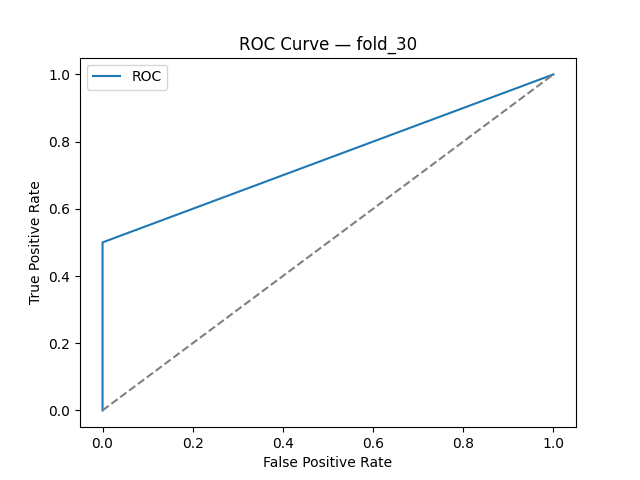 ROC Curve — fold_30
ROC
True Positive Rate
1.0
0.8
0.6
0.4
0.2
0.0
0.0 0.2 0.4 0.6 0.8 1.0
False Positive Rate